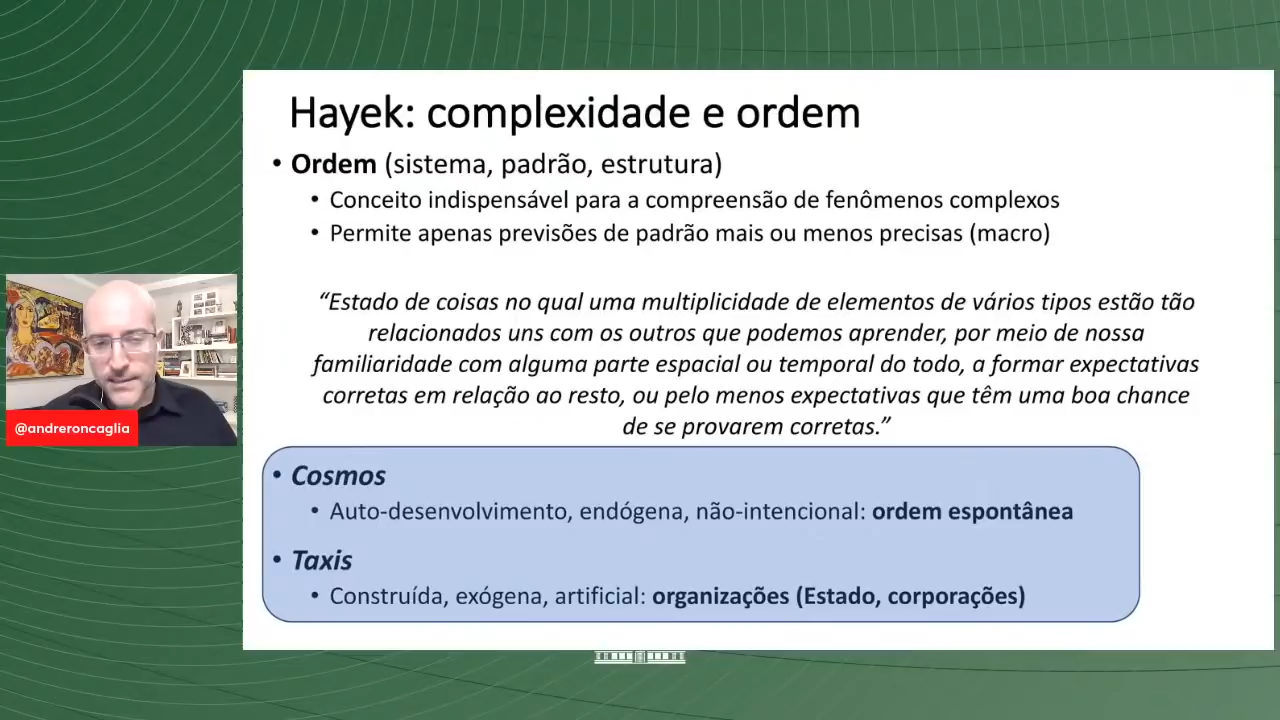 Hayek: complexidade e ordem
• Ordem (sistema, padrão, estrutura)
• Conceito indispensável para a compreensão de fenômenos complexos
• Permite apenas previsões de padrão mais ou menos precisas (macro)
“Estado de coisas no qual uma multiplicidade de elementos de vários tipos estão tão
relacionados uns com os outros que podemos aprender, por meio de nossa
familiaridade com alguma parte espacial ou temporal do todo, a formar expectativas
corretas em relação ao resto, ou pelo menos expectativas que têm uma boa chance
de se provarem corretas.”
@andreroncaglia
• Cosmos
• Auto-desenvolvimento, endógena, não-intencional: ordem espontânea
• Taxis
• Construída, exógena, artificial: organizações (Estado, corporações)